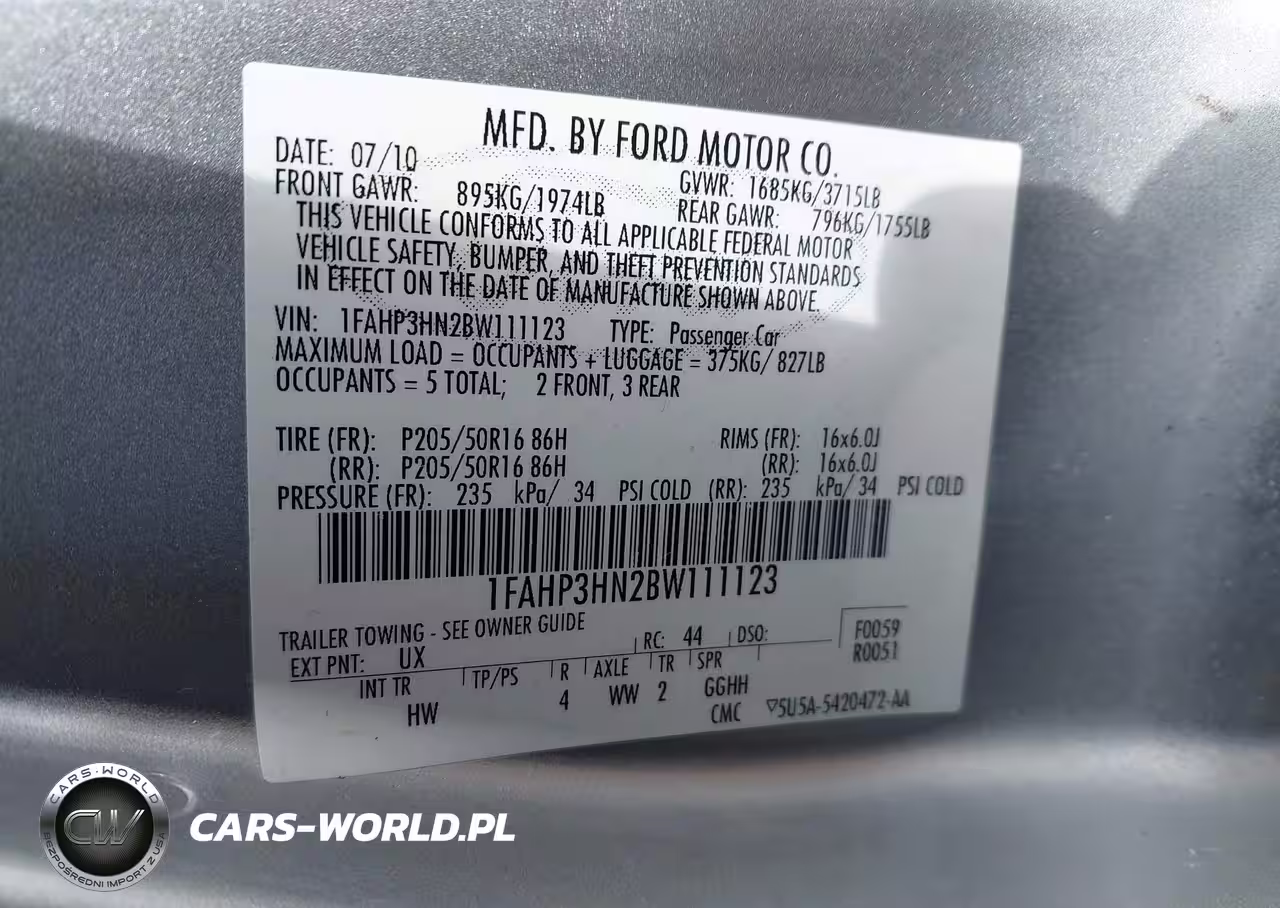 MFD. BY FORD MOTOR CO.
DATE: 07/10 GVWR: 1685KG/3715LB
FRONT GAWR: 895KG/1974LB REAR GAWR: 796KG/1755LB
THIS VEHICLE CONFORMS TO ALL APPLICABLE FEDERAL MOTOR
VEHICLE SAFETY, BUMPER, AND THEFT PREVENTION STANDARDS
IN EFFECT ON THE DATE OF MANUFACTURE SHOWN ABOVE.
VIN: 1FAHP3HN2BW111123 TYPE: Passenger Car
MAXIMUM LOAD = OCCUPANTS + LUGGAGE = 375KG/ 827LB
OCCUPANTS = 5 TOTAL; 2 FRONT, 3 REAR
TIRE (FR): P205/50R16 86H RIMS (FR): 16x6.0J
(RR): P205/50R16 86H (RR): 16x6.0J
PRESSURE (FR): 235 kPa/ 34 PSI COLD (RR): 235 kPa/ 34 PSI COLD
1FAHP3HN2BW111123
TRAILER TOWING - SEE OWNER GUIDE
EXT PNT: UX RC: 44 DSO: F0059
R0051
INT TR TP/PS R AXLE TR SPR
HW 4 WW 2 GGHH
CMC ▽5U5A-5420472-AA
CARS-WORLD
CW
BEZPOŚREDNI IMPORT Z USA
CARS-WORLD.PL